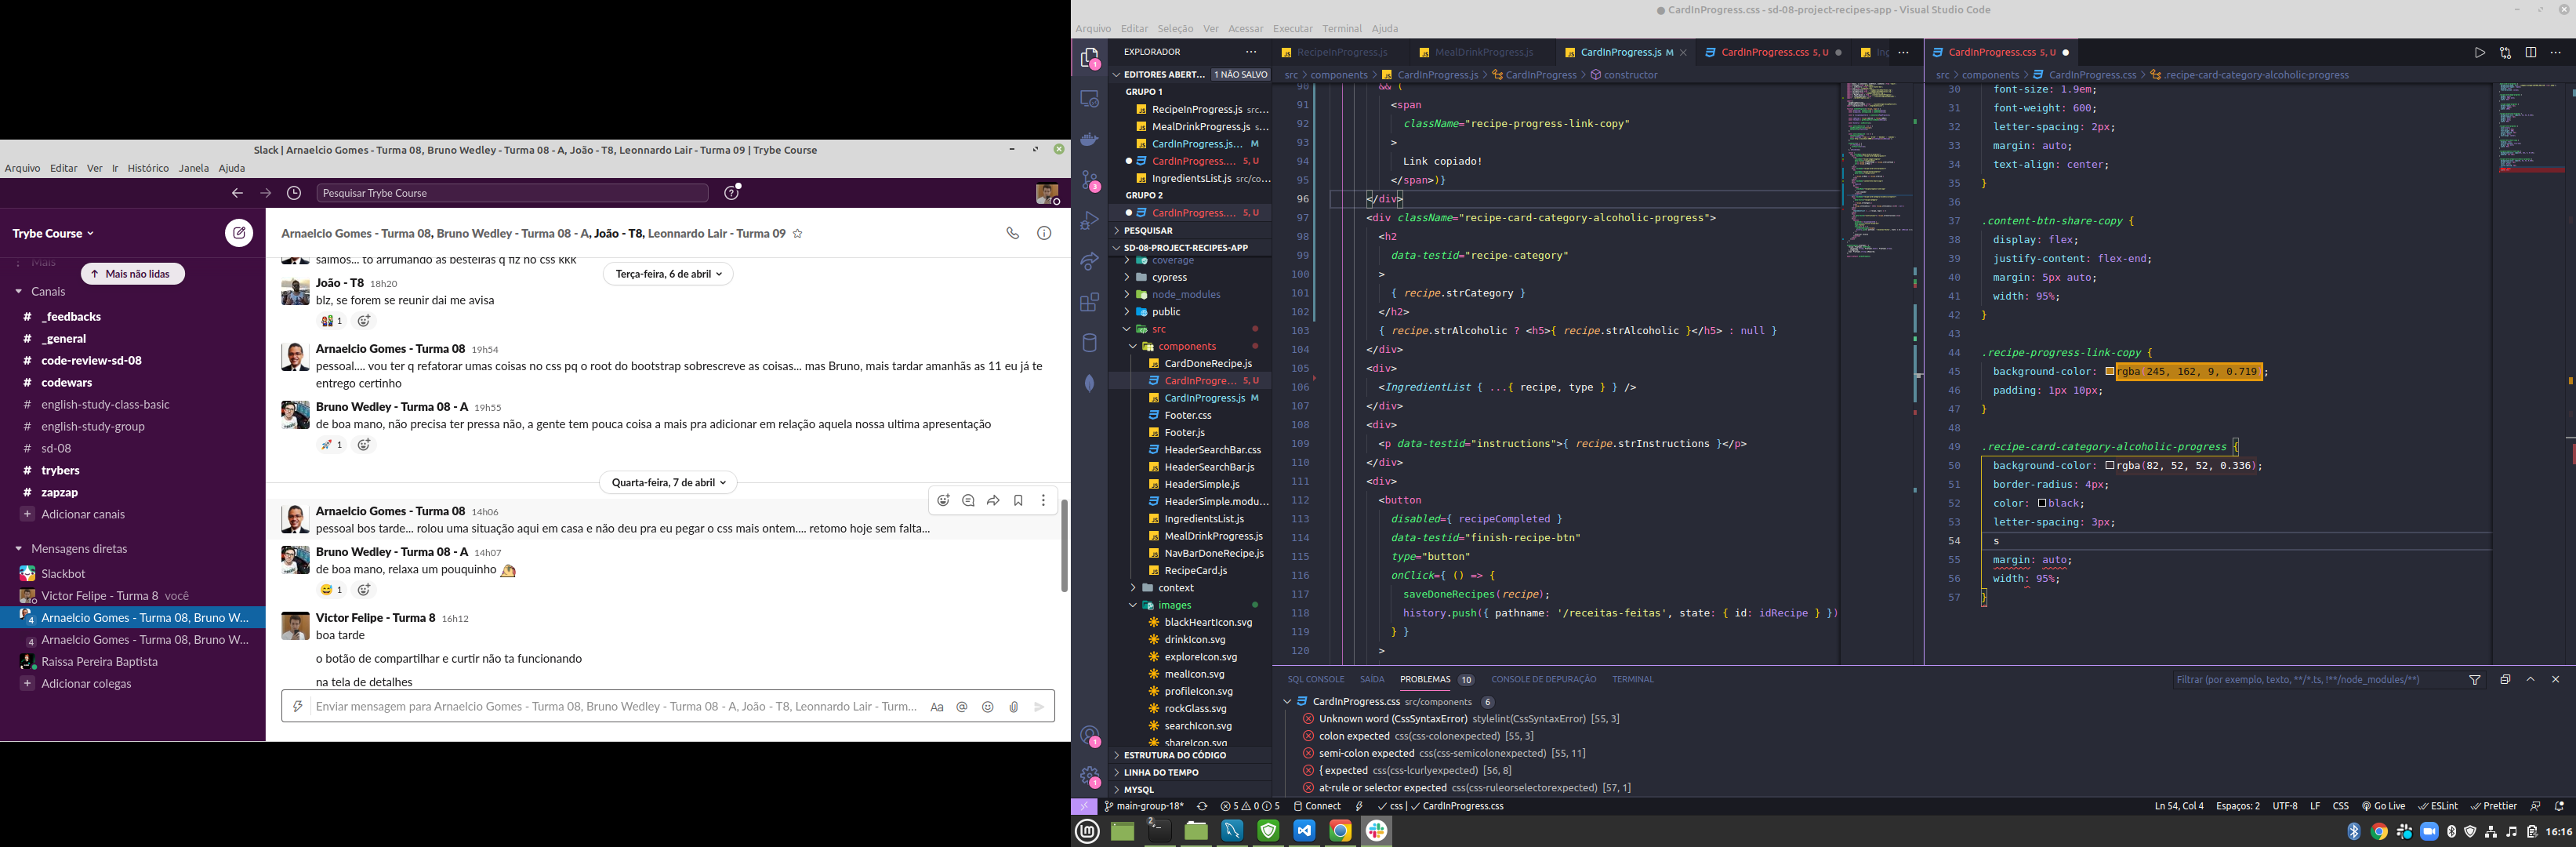 Slack | Arnaelcio Gomes - Turma 08, Bruno Wedley - Turma 08 - A, João - T8, Leonnardo Lair - Turma 09 | Trybe Course
Arquivo Editar Ver Ir Histórico Janela Ajuda
Pesquisar Trybe Course
Trybe Course
Mais
Mais não lidas
Canais
# _feedbacks
# _general
# code-review-sd-08
# codewars
# english-study-class-basic
# english-study-group
# sd-08
# trybers
# zapzap
+ Adicionar canais
Mensagens diretas
Slackbot
Victor Felipe - Turma 8 você
4 Arnaelcio Gomes - Turma 08, Bruno W...
4 Arnaelcio Gomes - Turma 08, Bruno W...
Raissa Pereira Baptista
+ Adicionar colegas
Arnaelcio Gomes - Turma 08, Bruno Wedley - Turma 08 - A, João - T8, Leonnardo Lair - Turma 09
saimos... to arrumando as besteiras q fiz no css kkk
Terça-feira, 6 de abril
João - T8 18h20
blz, se forem se reunir dai me avisa
1
Arnaelcio Gomes - Turma 08 19h54
pessoal.... vou ter q refatorar umas coisas no css pq o root do bootstrap sobrescreve as coisas... mas Bruno, mais tardar amanhãs as 11 eu já te
entrego certinho
Bruno Wedley - Turma 08 - A 19h55
de boa mano, não precisa ter pressa não, a gente tem pouca coisa a mais pra adicionar em relação aquela nossa ultima apresentação
1
Quarta-feira, 7 de abril
Arnaelcio Gomes - Turma 08 14h06
pessoal bos tarde... rolou uma situação aqui em casa e não deu pra eu pegar o css mais ontem.... retomo hoje sem falta...
Bruno Wedley - Turma 08 - A 14h07
de boa mano, relaxa um pouquinho
1
Victor Felipe - Turma 8 16h12
boa tarde
o botão de compartilhar e curtir não ta funcionando
na tela de detalhes
Enviar mensagem para Arnaelcio Gomes - Turma 08, Bruno Wedley - Turma 08 - A, João - T8, Leonnardo Lair - Turm...
Aa
● CardInProgress.css - sd-08-project-recipes-app - Visual Studio Code
Arquivo Editar Seleção Ver Acessar Executar Terminal Ajuda
1
3
1
1
EXPLORADOR
EDITORES ABERT... 1 NÃO SALVO
GRUPO 1
RecipeInProgress.js src...
MealDrinkProgress.js s...
CardInProgress.js... M
CardInProgress.... 5, U
IngredientsList.js src/co...
GRUPO 2
CardInProgress.... 5, U
PESQUISAR
SD-08-PROJECT-RECIPES-APP
coverage
cypress
node_modules
public
src
components
CardDoneRecipe.js
CardInProgre... 5, U
CardInProgress.js M
Footer.css
Footer.js
HeaderSearchBar.css
HeaderSearchBar.js
HeaderSimple.js
HeaderSimple.modu...
IngredientsList.js
MealDrinkProgress.js
NavBarDoneRecipe.js
RecipeCard.js
context
images
blackHeartIcon.svg
drinkIcon.svg
exploreIcon.svg
mealIcon.svg
profileIcon.svg
rockGlass.svg
searchIcon.svg
shareIcon.svg
ESTRUTURA DO CÓDIGO
LINHA DO TEMPO
MYSQL
RecipeInProgress.js MealDrinkProgress.js CardInProgress.js M CardInProgress.css 5, U Ing
src > components > CardInProgress.js > CardInProgress > constructor
90 && (
91 <span
92 className="recipe-progress-link-copy"
93 >
94 Link copiado!
95 </span>)}
96 </div>
97 <div className="recipe-card-category-alcoholic-progress">
98 <h2
99 data-testid="recipe-category"
100 >
101 { recipe.strCategory }
102 </h2>
103 { recipe.strAlcoholic ? <h5>{ recipe.strAlcoholic }</h5> : null }
104 </div>
105 <div>
106 <IngredientList { ...{ recipe, type } } />
107 </div>
108 <div>
109 <p data-testid="instructions">{ recipe.strInstructions }</p>
110 </div>
111 <div>
112 <button
113 disabled={ recipeCompleted }
114 data-testid="finish-recipe-btn"
115 type="button"
116 onClick={ () => {
117 saveDoneRecipes(recipe);
118 history.push({ pathname: '/receitas-feitas', state: { id: idRecipe } })
119 } }
120 >
CardInProgress.css 5, U
src > components > CardInProgress.css > .recipe-card-category-alcoholic-progress
30 font-size: 1.9em;
31 font-weight: 600;
32 letter-spacing: 2px;
33 margin: auto;
34 text-align: center;
35 }
36
37 .content-btn-share-copy {
38 display: flex;
39 justify-content: flex-end;
40 margin: 5px auto;
41 width: 95%;
42 }
43
44 .recipe-progress-link-copy {
45 background-color: rgba(245, 162, 9, 0.719);
46 padding: 1px 10px;
47 }
48
49 .recipe-card-category-alcoholic-progress {
50 background-color: rgba(82, 52, 52, 0.336);
51 border-radius: 4px;
52 color: black;
53 letter-spacing: 3px;
54 s
55 margin: auto;
56 width: 95%;
57 }
SQL CONSOLE SAÍDA PROBLEMAS 10 CONSOLE DE DEPURAÇÃO TERMINAL
Filtrar (por exemplo, texto, **/*.ts, !**/node_modules/**)
CardInProgress.css src/components 6
Unknown word (CssSyntaxError) stylelint(CssSyntaxError) [55, 3]
colon expected css(css-colonexpected) [55, 3]
semi-colon expected css(css-semicolonexpected) [55, 11]
{ expected css(css-lcurlyexpected) [56, 8]
at-rule or selector expected css(css-ruleorselectorexpected) [57, 1]
main-group-18* 5 0 5 Connect css | CardInProgress.css
Ln 54, Col 4 Espaços: 2 UTF-8 LF CSS Go Live ESLint Prettier
2
16:16